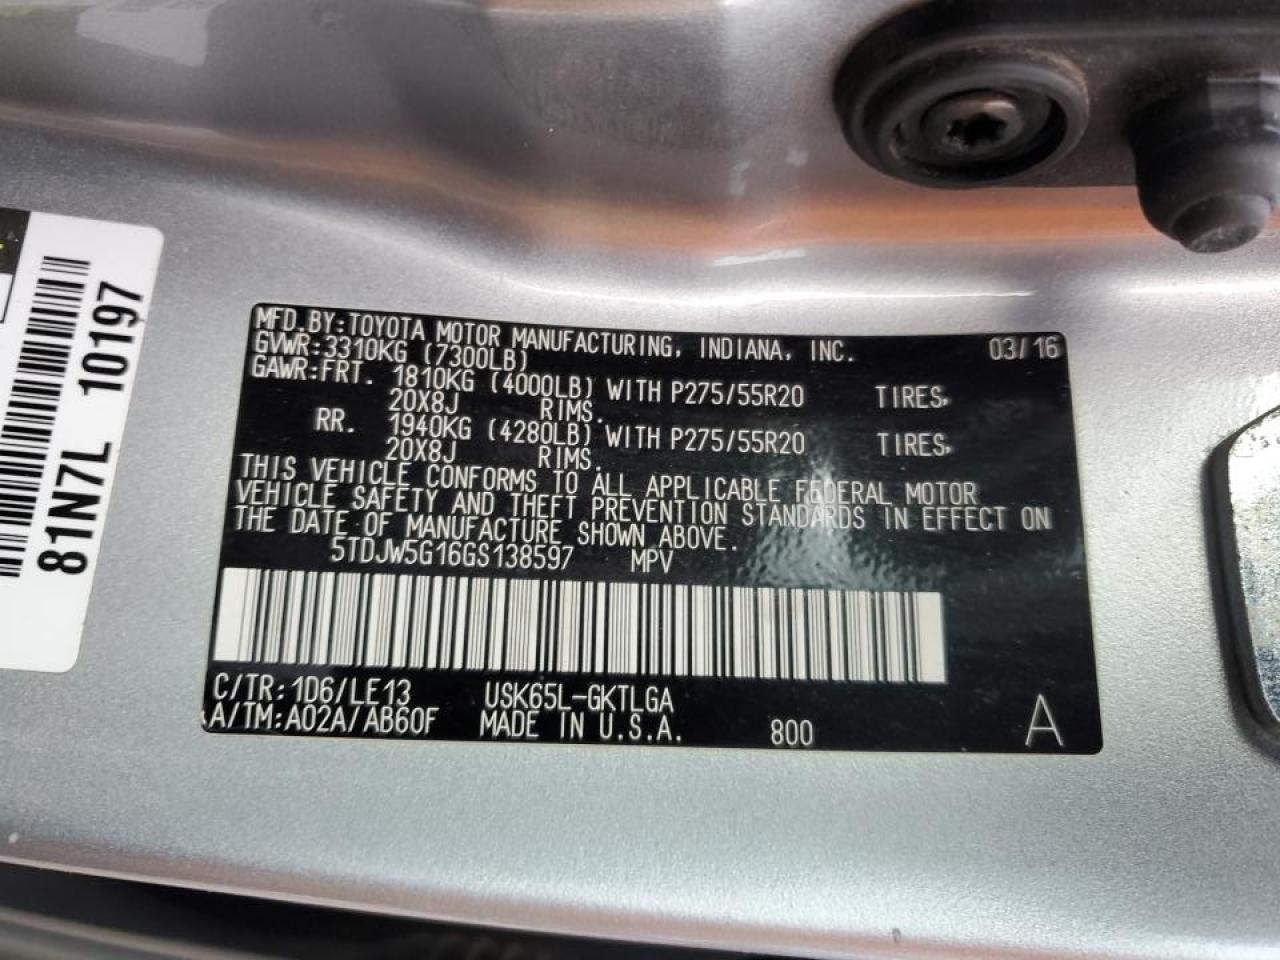 MFD.BY:TOYOTA MOTOR MANUFACTURING, INDIANA, INC. 03/16
GVWR:3310KG (7300LB)
GAWR:FRT. 1810KG (4000LB) WITH P275/55R20 TIRES,
20X8J RIMS.
RR. 1940KG (4280LB) WITH P275/55R20 TIRES,
20X8J RIMS.
THIS VEHICLE CONFORMS TO ALL APPLICABLE FEDERAL MOTOR
VEHICLE SAFETY AND THEFT PREVENTION STANDARDS IN EFFECT ON
THE DATE OF MANUFACTURE SHOWN ABOVE.
5TDJW5G16GS138597 MPV
C/TR:1D6/LE13 USK65L-GKTLGA
A/TM:A02A/AB60F MADE IN U.S.A. 800 A
81N7L 10197